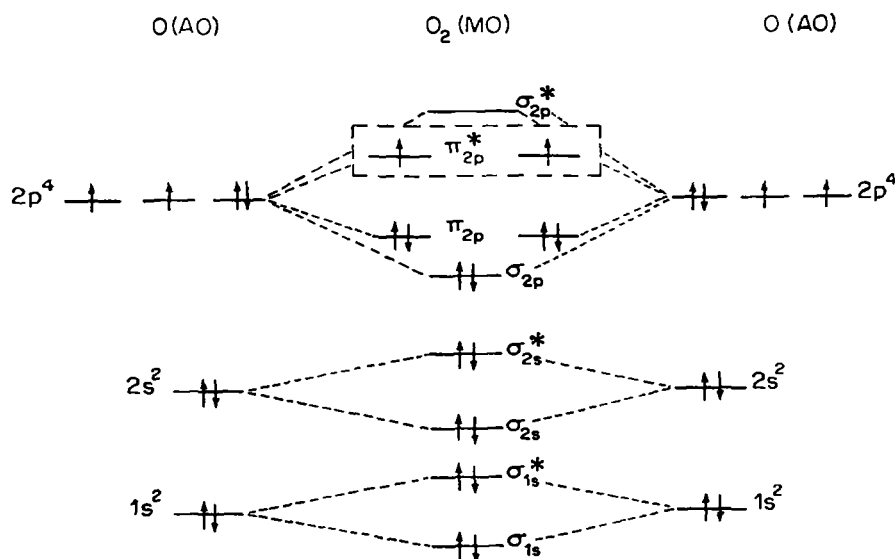 O (AO) O₂ (MO) O (AO)
σ*₂p
π*₂p
2p⁴ 2p⁴
π₂p
σ₂p
σ*₂s
2s² 2s²
σ₂s
σ*₁s
1s² 1s²
σ₁s